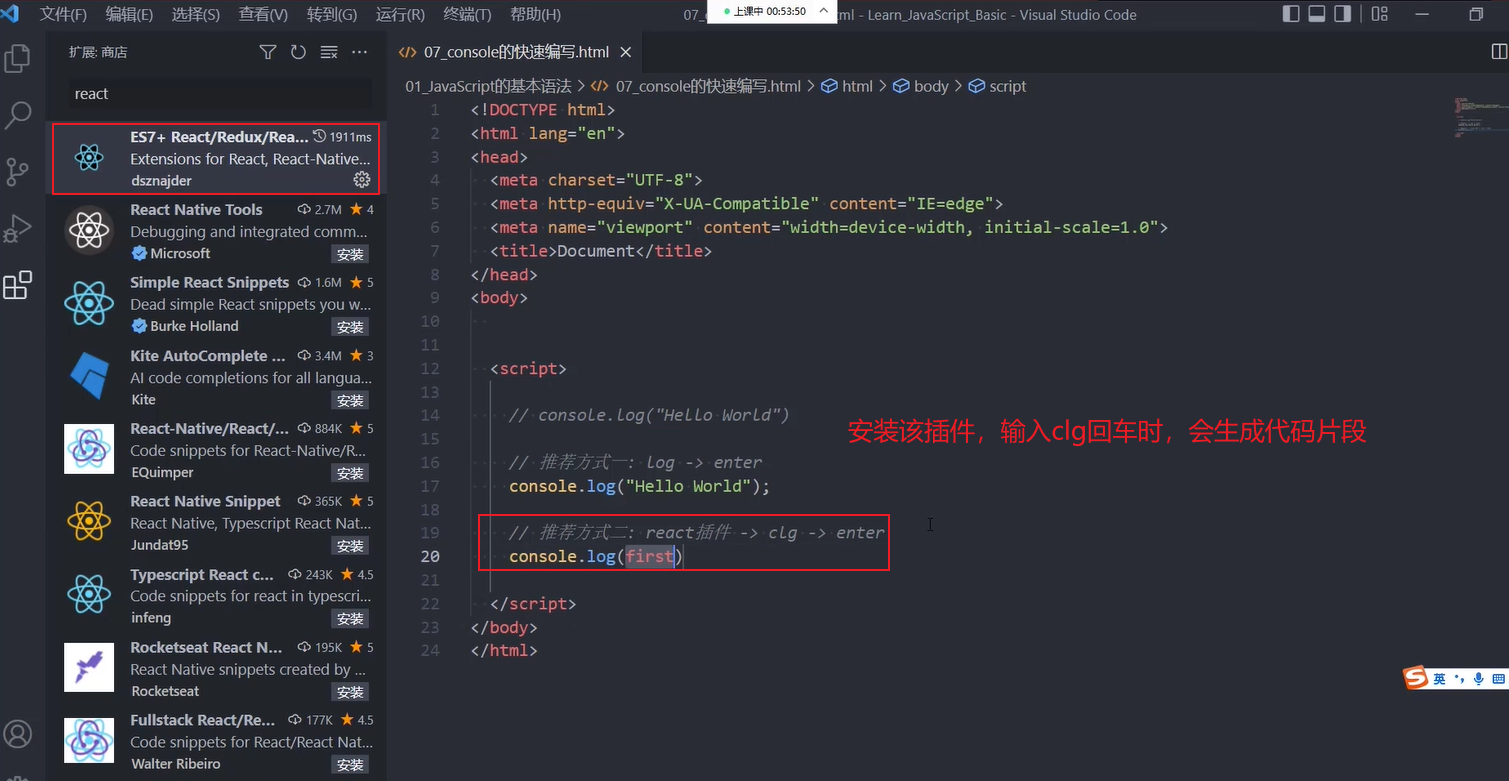 文件(F) 编辑(E) 选择(S) 查看(V) 转到(G) 运行(R) 终端(T) 帮助(H) 07_ 上课中 00:53:50 ml - Learn_JavaScript_Basic - Visual Studio Code
扩展: 商店
react
ES7+ React/Redux/Rea... 1911ms
Extensions for React, React-Native...
dsznajder
React Native Tools 2.7M 4
Debugging and integrated comm...
Microsoft 安装
Simple React Snippets 1.6M 5
Dead simple React snippets you w...
Burke Holland 安装
Kite AutoComplete ... 3.4M 3
AI code completions for all langua...
Kite 安装
React-Native/React/... 884K 5
Code snippets for React-Native/R...
EQuimper 安装
React Native Snippet 365K 5
React Native, Typescript React Nat...
Jundat95 安装
Typescript React c... 243K 4.5
Code snippets for react in typescri...
infeng 安装
Rocketseat React N... 195K 5
React Native snippets created by ...
Rocketseat 安装
Fullstack React/Re... 177K 4.5
Code snippets for React/React Nat...
Walter Ribeiro 安装
07_console的快速编写.html
01_JavaScript的基本语法 > 07_console的快速编写.html > html > body > script
1 <!DOCTYPE html>
2 <html lang="en">
3 <head>
4 <meta charset="UTF-8">
5 <meta http-equiv="X-UA-Compatible" content="IE=edge">
6 <meta name="viewport" content="width=device-width, initial-scale=1.0">
7 <title>Document</title>
8 </head>
9 <body>
10
11
12 <script>
13
14 // console.log("Hello World")
15
16 // 推荐方式一: log -> enter
17 console.log("Hello World");
18
19 // 推荐方式二: react插件 -> clg -> enter
20 console.log(first)
21
22 </script>
23 </body>
24 </html>
安装该插件，输入clg回车时，会生成代码片段
S 英